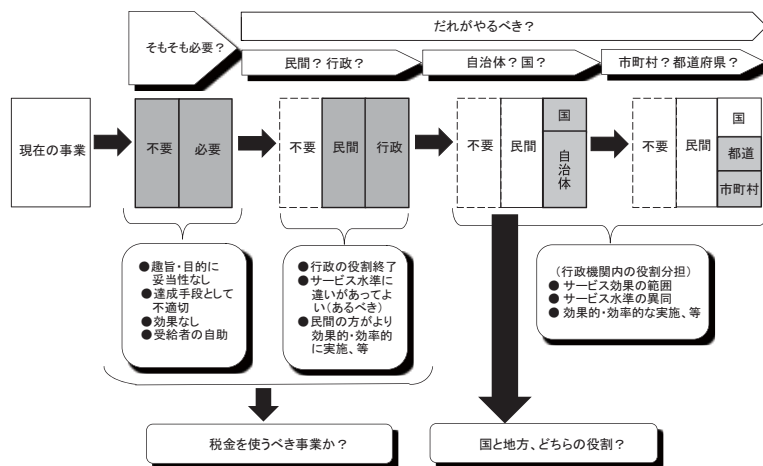 だれがやるべき？
そもそも必要？
民間？行政？
自治体？国？
市町村？都道府県？
現在の事業
不要
必要
不要
民間
行政
不要
民間
国
自治体
不要
民間
国
都道
市町村
●趣旨・目的に
妥当性なし
●達成手段として
不適切
●効果なし
●受給者の自助
●行政の役割終了
●サービス水準に
違いがあってよ
い（あるべき）
●民間の方がより
効果的・効率的
に実施、等
（行政機関内の役割分担）
● サービス効果の範囲
● サービス水準の異同
● 効果的・効率的な実施、等
税金を使うべき事業か？
国と地方、どちらの役割？